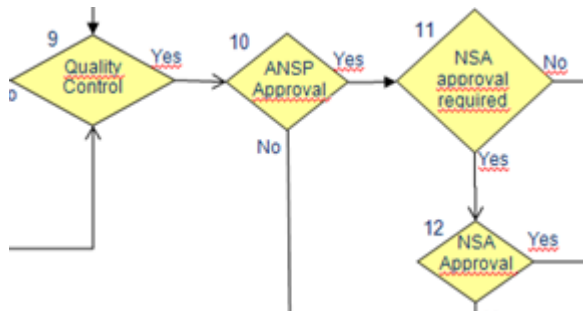 9
Quality
Control
Yes
o
10
ANSP
Approval
Yes
No
11
NSA
approval
required
No
Yes
12
NSA
Approval
Yes